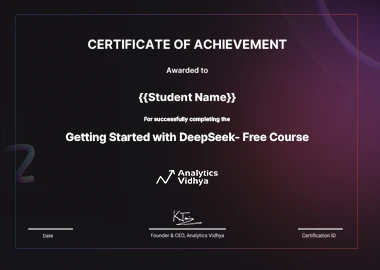 CERTIFICATE OF ACHIEVEMENT
Awarded to
{{Student Name}}
For successfully completing the
Getting Started with DeepSeek- Free Course
Analytics
Vidhya
Date
Founder & CEO, Analytics Vidhya
Certification ID